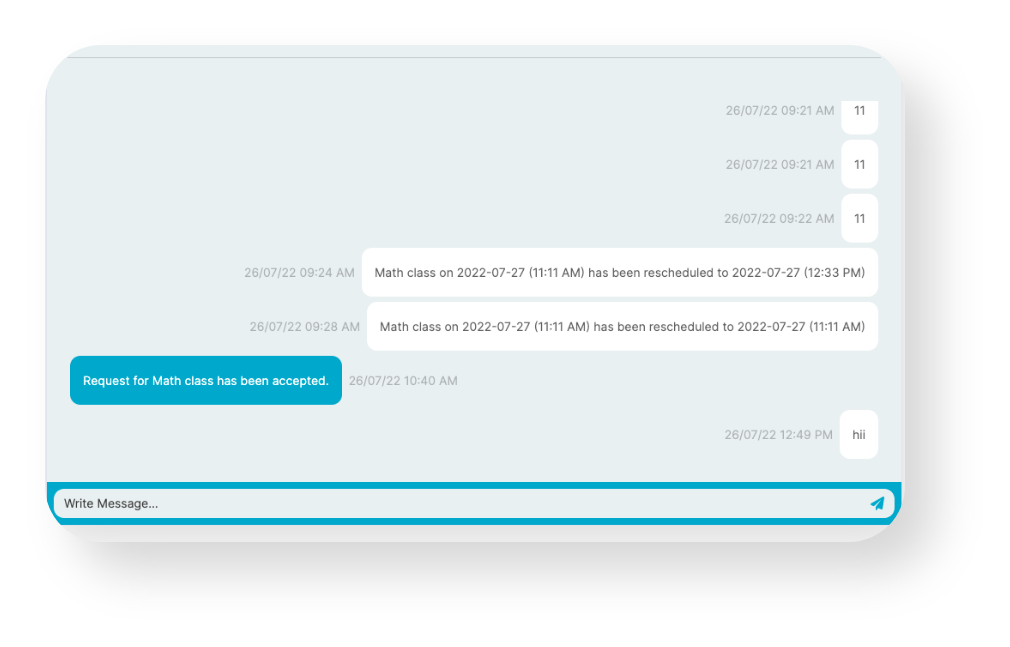 26/07/22 09:21 AM 11
26/07/22 09:21 AM 11
26/07/22 09:22 AM 11
26/07/22 09:24 AM Math class on 2022-07-27 (11:11 AM) has been rescheduled to 2022-07-27 (12:33 PM)
26/07/22 09:28 AM Math class on 2022-07-27 (11:11 AM) has been rescheduled to 2022-07-27 (11:11 AM)
Request for Math class has been accepted. 26/07/22 10:40 AM
26/07/22 12:49 PM hii
Write Message...